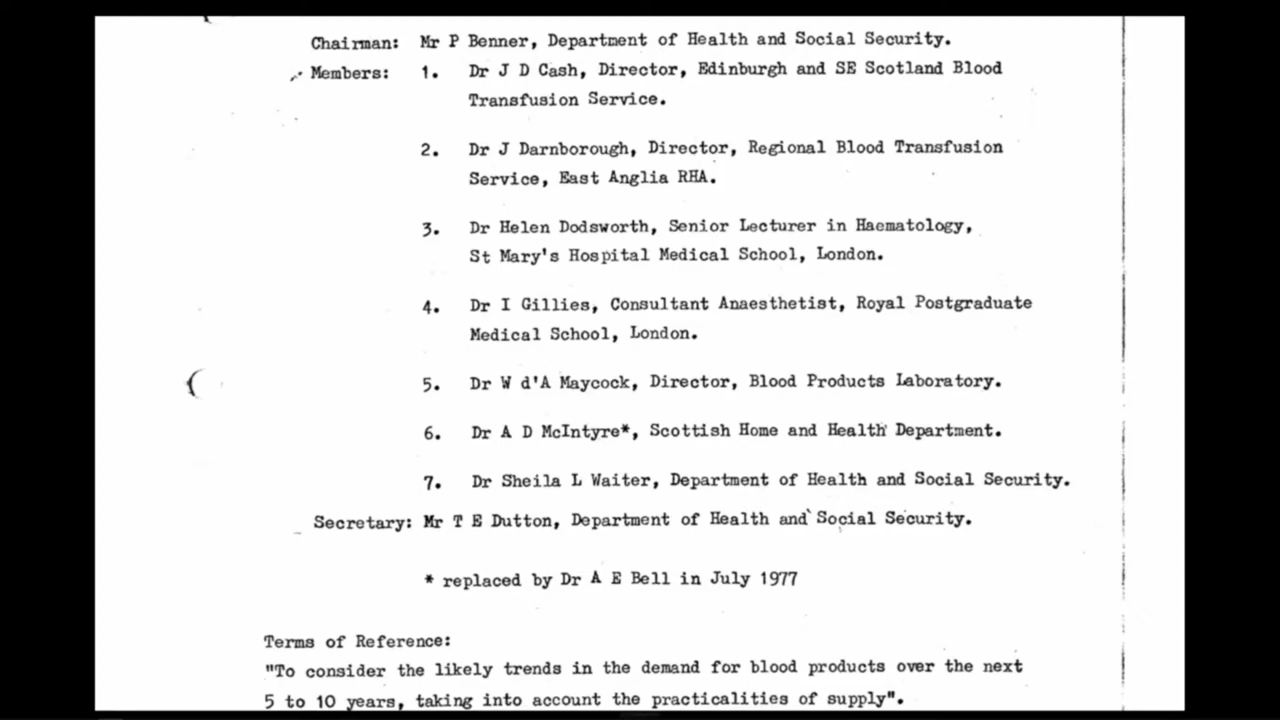 Chairman: Mr P Benner, Department of Health and Social Security.
Members: 1. Dr J D Cash, Director, Edinburgh and SE Scotland Blood
Transfusion Service.
2. Dr J Darnborough, Director, Regional Blood Transfusion
Service, East Anglia RHA.
3. Dr Helen Dodsworth, Senior Lecturer in Haematology,
St Mary's Hospital Medical School, London.
4. Dr I Gillies, Consultant Anaesthetist, Royal Postgraduate
Medical School, London.
5. Dr W d'A Maycock, Director, Blood Products Laboratory.
6. Dr A D McIntyre*, Scottish Home and Health Department.
7. Dr Sheila L Waiter, Department of Health and Social Security.
Secretary: Mr T E Dutton, Department of Health and Social Security.
* replaced by Dr A E Bell in July 1977
Terms of Reference:
"To consider the likely trends in the demand for blood products over the next
5 to 10 years, taking into account the practicalities of supply".